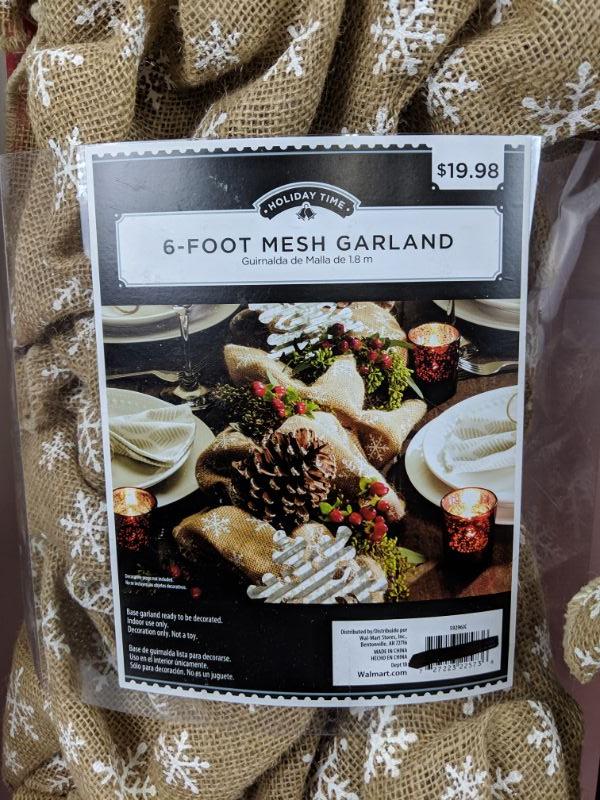 $19.98
HOLIDAY TIME
6-FOOT MESH GARLAND
Guirnalda de Malla de 1.8 m
Base garland ready to be decorated.
Indoor use only.
Decoration only. Not a toy.
Base de guirnalda lista para decorarse.
Uso en el interior únicamente.
Sólo para decoración. No es un juguete.
Distributed by/Distribuido por
Wal-Mart Stores, Inc.,
Bentonville, AR 72716
MADE IN CHINA
HECHO EN CHINA
Dept 18
Walmart.com